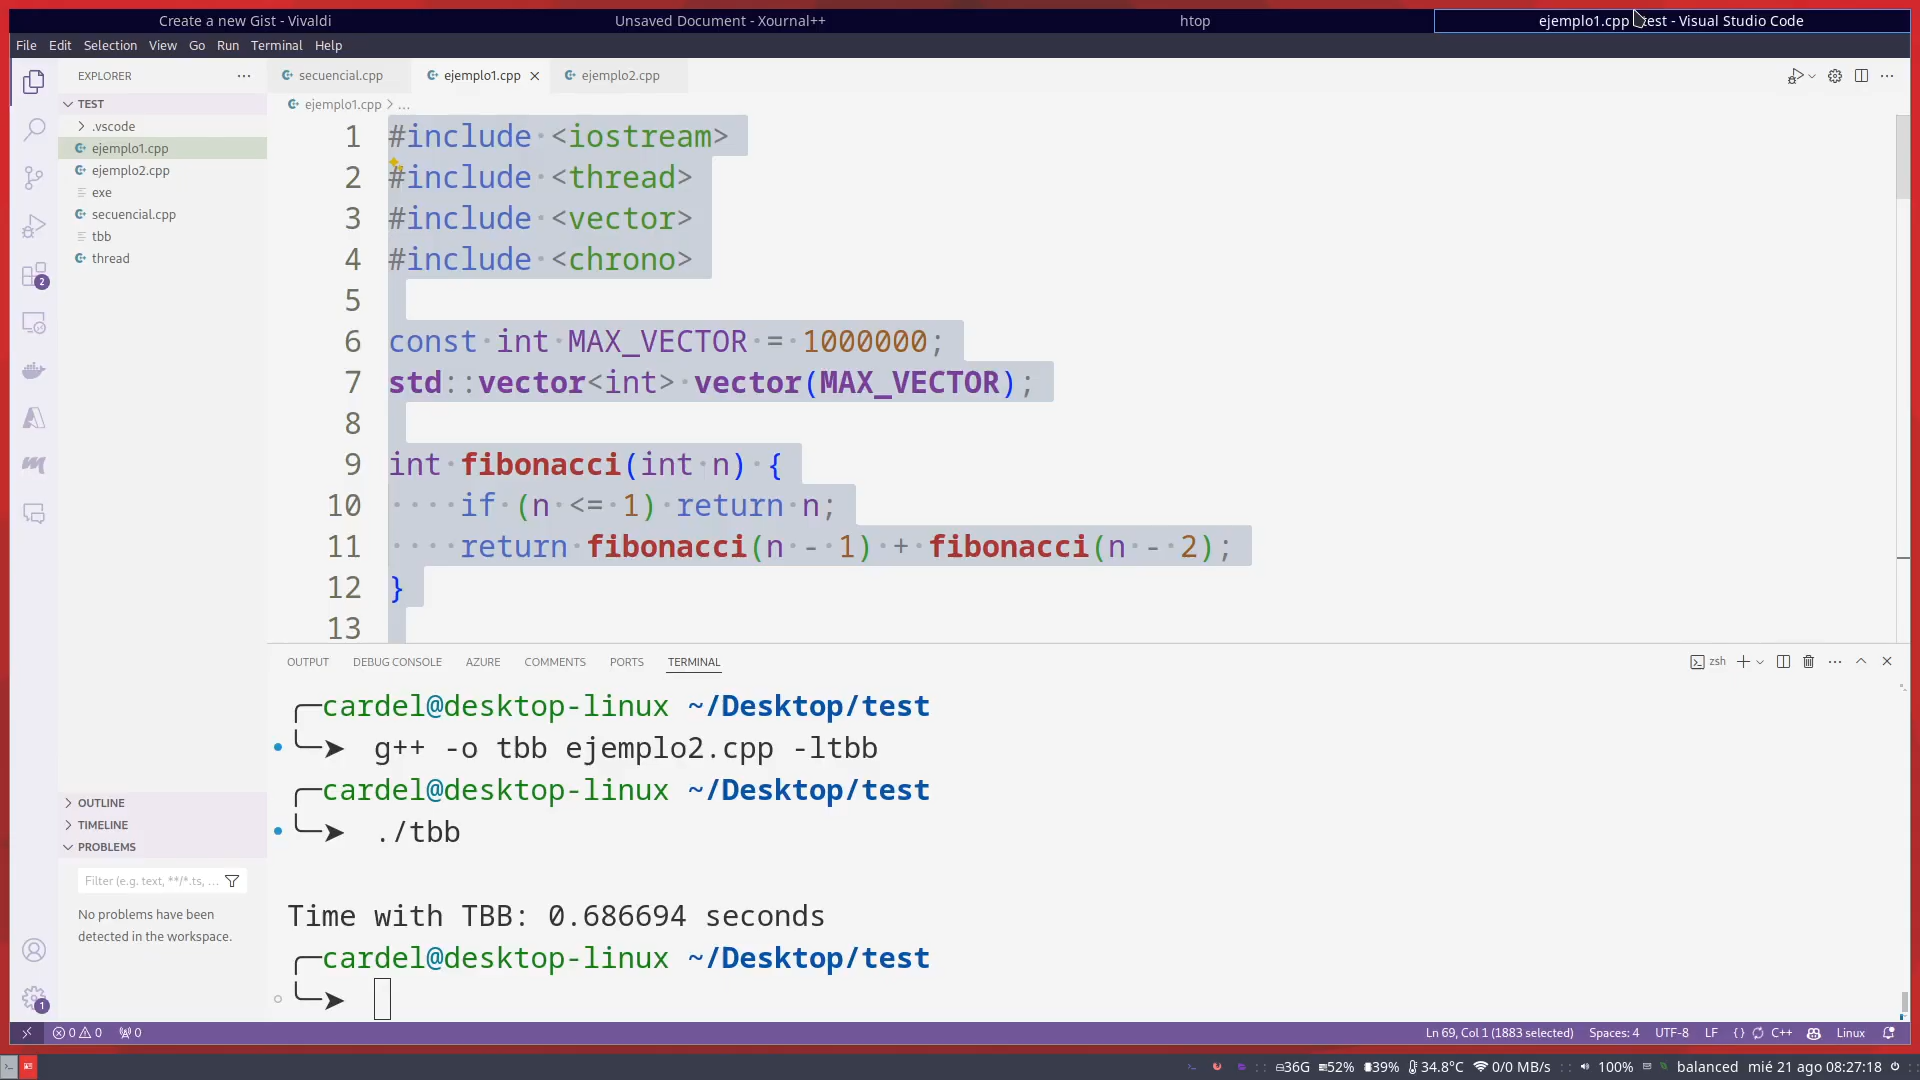 Create a new Gist - Vivaldi
Unsaved Document - Xournal++
htop
ejemplo1.cpp - test - Visual Studio Code
File Edit Selection View Go Run Terminal Help
EXPLORER
secuencial.cpp
ejemplo1.cpp
ejemplo2.cpp
TEST
.vscode
ejemplo1.cpp
ejemplo2.cpp
exe
secuencial.cpp
tbb
thread
2
OUTLINE
TIMELINE
PROBLEMS
Filter (e.g. text, **/*.ts, ...
No problems have been
detected in the workspace.
1
ejemplo1.cpp > ...
1 #include <iostream>
2 #include <thread>
3 #include <vector>
4 #include <chrono>
5
6 const int MAX_VECTOR = 1000000;
7 std::vector<int> vector(MAX_VECTOR);
8
9 int fibonacci(int n) {
10 if (n <= 1) return n;
11 return fibonacci(n - 1) + fibonacci(n - 2);
12 }
13
OUTPUT DEBUG CONSOLE AZURE COMMENTS PORTS TERMINAL
zsh
cardel@desktop-linux ~/Desktop/test
g++ -o tbb ejemplo2.cpp -ltbb
cardel@desktop-linux ~/Desktop/test
./tbb
Time with TBB: 0.686694 seconds
cardel@desktop-linux ~/Desktop/test
0 0 0
Ln 69, Col 1 (1883 selected) Spaces: 4 UTF-8 LF {} C++ Linux
36G 52% 39% 34.8°C 0/0 MB/s 100% balanced mié 21 ago 08:27:18